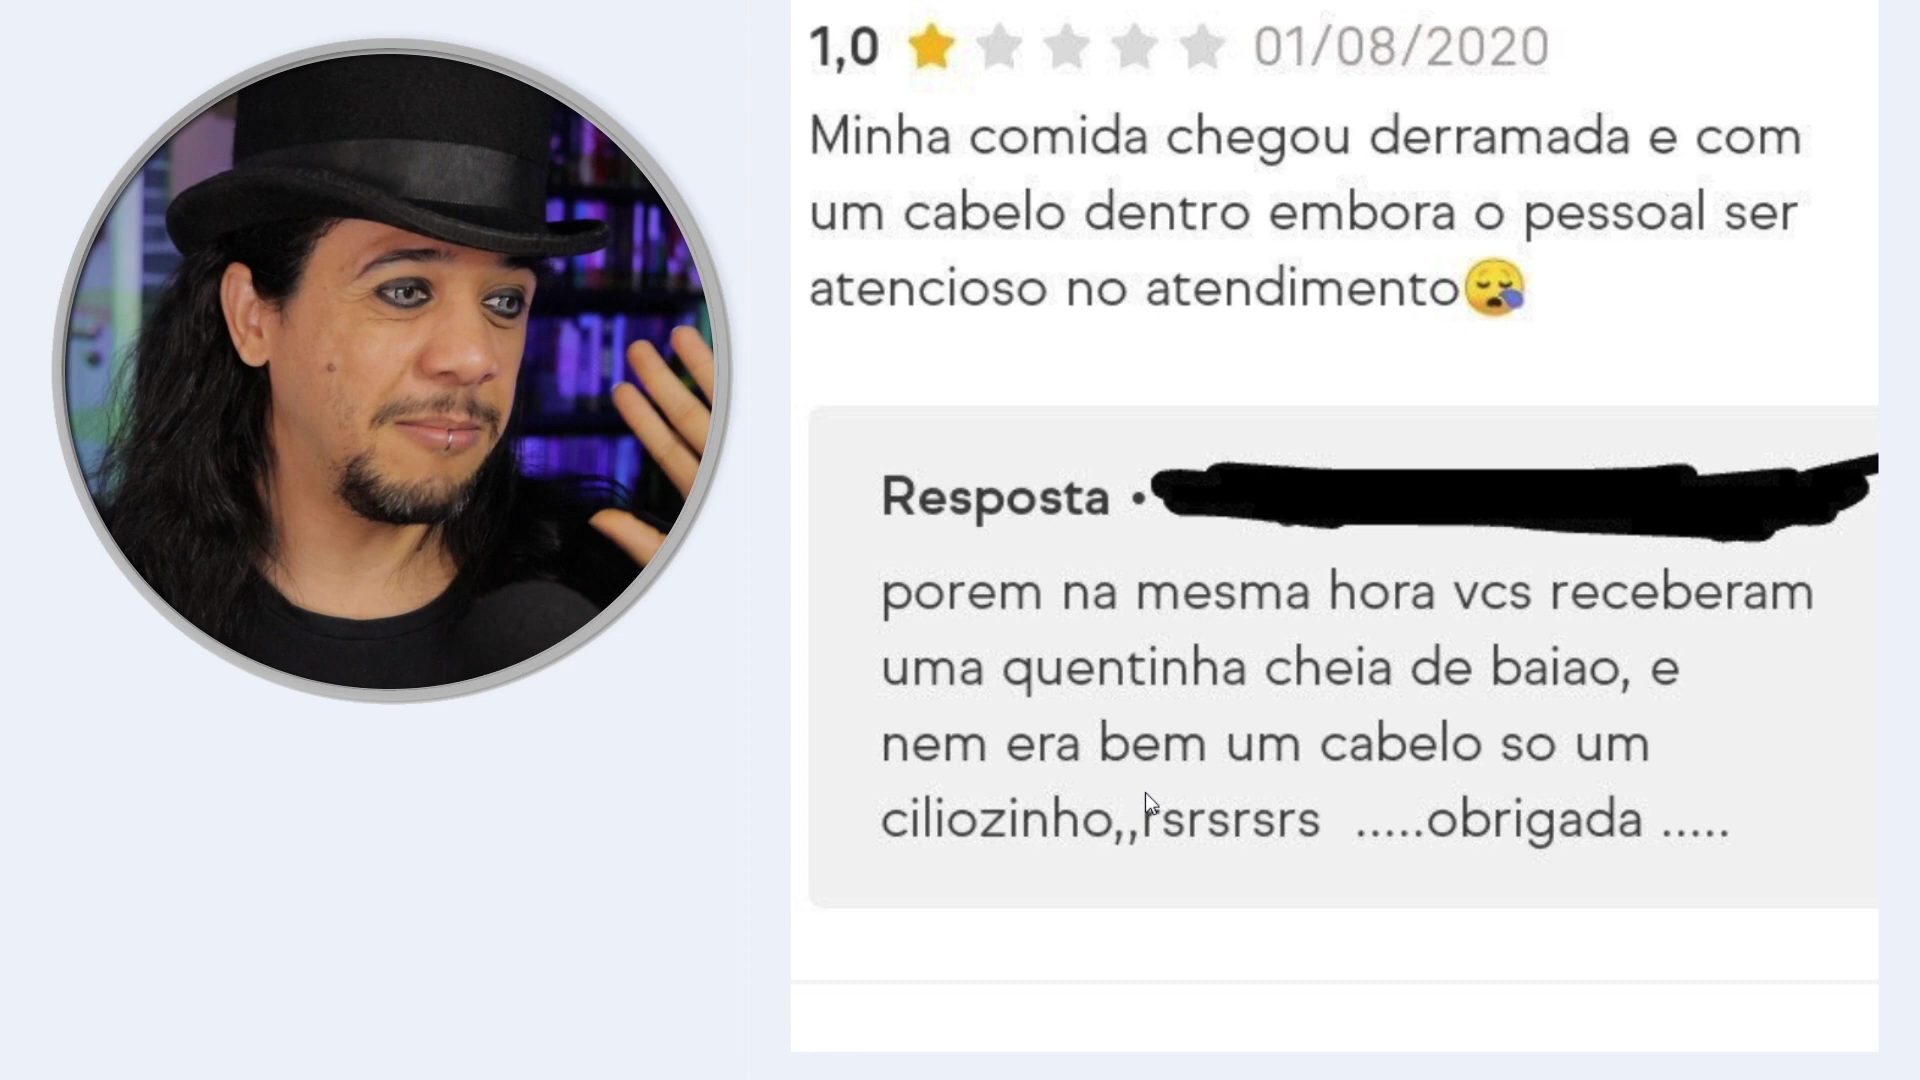 1,0 01/08/2020
Minha comida chegou derramada e com
um cabelo dentro embora o pessoal ser
atencioso no atendimento😪
Resposta •
porem na mesma hora vcs receberam
uma quentinha cheia de baiao, e
nem era bem um cabelo so um
ciliozinho,,rsrsrsrs .....obrigada .....